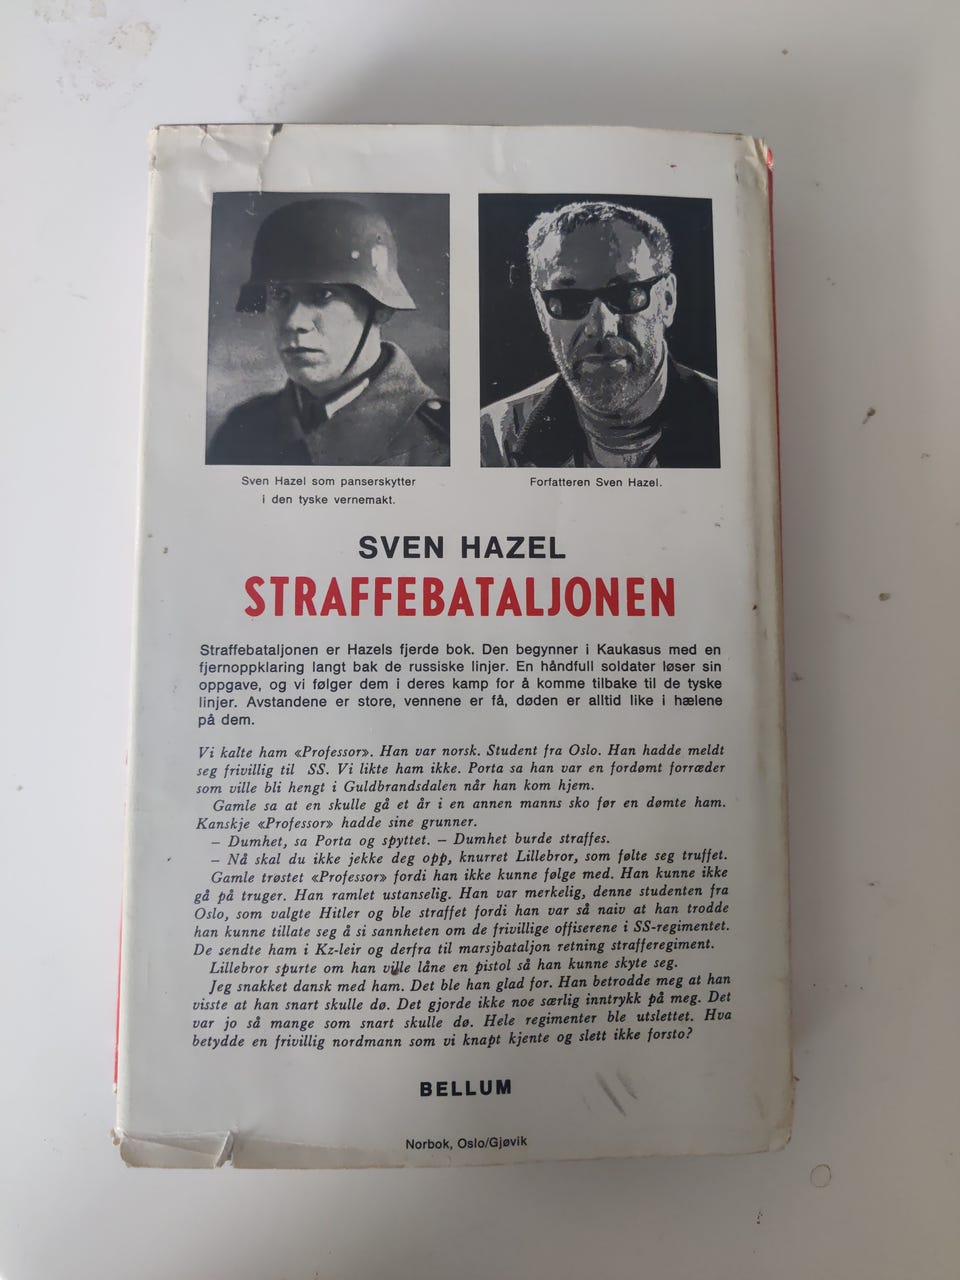 Sven Hazel som panserskytter
i den tyske vernemakt.
Forfatteren Sven Hazel.
SVEN HAZEL
STRAFFEBATALJONEN
Straffebataljonen er Hazels fjerde bok. Den begynner i Kaukasus med en
fjernoppklaring langt bak de russiske linjer. En håndfull soldater løser sin
oppgave, og vi følger dem i deres kamp for å komme tilbake til de tyske
linjer. Avstandene er store, vennene er få, døden er alltid like i hælene
på dem.
Vi kalte ham «Professor». Han var norsk. Student fra Oslo. Han hadde meldt
seg frivillig til SS. Vi likte ham ikke. Porta sa han var en fordømt forræder
som ville bli hengt i Guldbrandsdalen når han kom hjem.
Gamle sa at en skulle gå et år i en annen manns sko før en dømte ham.
Kanskje «Professor» hadde sine grunner.
– Dumhet, sa Porta og spyttet. – Dumhet burde straffes.
– Nå skal du ikke jekke deg opp, knurret Lillebror, som følte seg truffet.
Gamle trøstet «Professor» fordi han ikke kunne følge med. Han kunne ikke
gå på truger. Han ramlet ustanselig. Han var merkelig, denne studenten fra
Oslo, som valgte Hitler og ble straffet fordi han var så naiv at han trodde
han kunne tillate seg å si sannheten om de frivillige offiserene i SS-regimentet.
De sendte ham i Kz-leir og derfra til marsjbataljon retning strafferegiment.
Lillebror spurte om han ville låne en pistol så han kunne skyte seg.
Jeg snakket dansk med ham. Det ble han glad for. Han betrodde meg at han
visste at han snart skulle dø. Det gjorde ikke noe særlig inntrykk på meg. Det
var jo så mange som snart skulle dø. Hele regimenter ble utslettet. Hva
betydde en frivillig nordmann som vi knapt kjente og slett ikke forsto?
BELLUM
Norbok, Oslo/Gjøvik